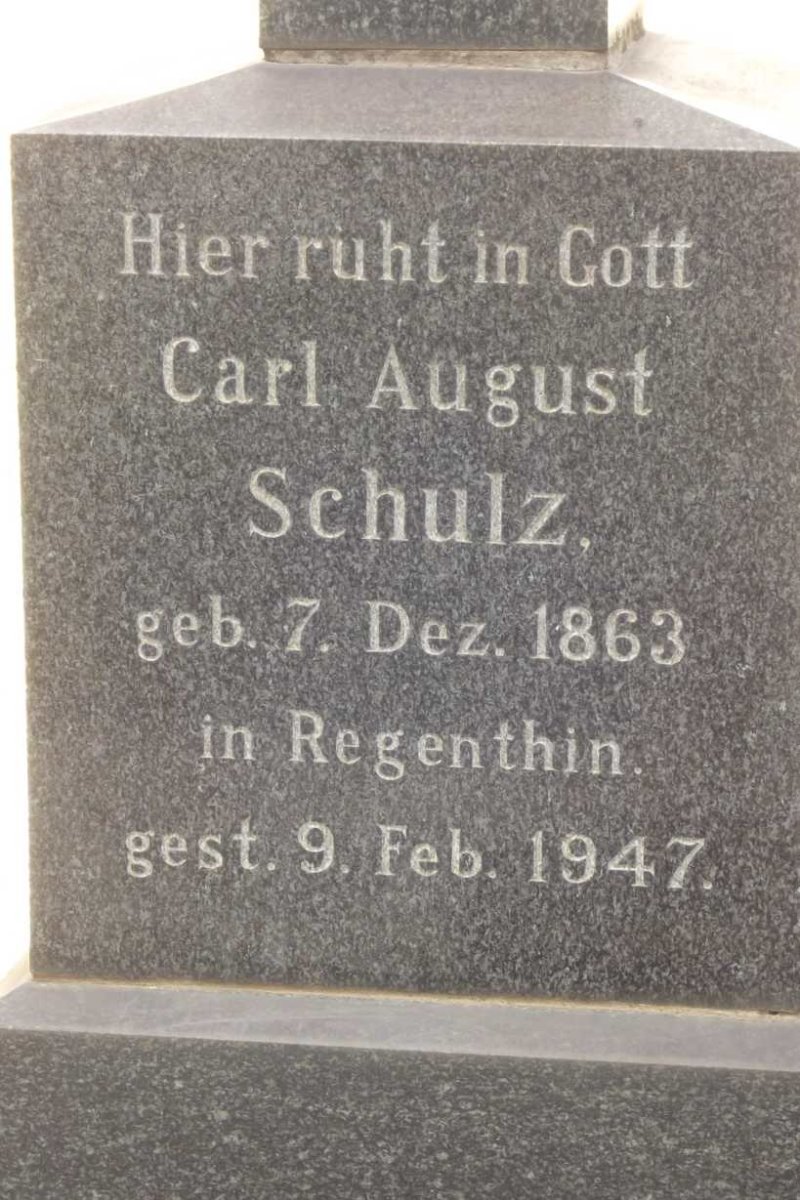 Hier ruht in Gott
Carl August
Schulz,
geb. 7. Dez. 1863
in Regenthin.
gest. 9. Feb. 1947.